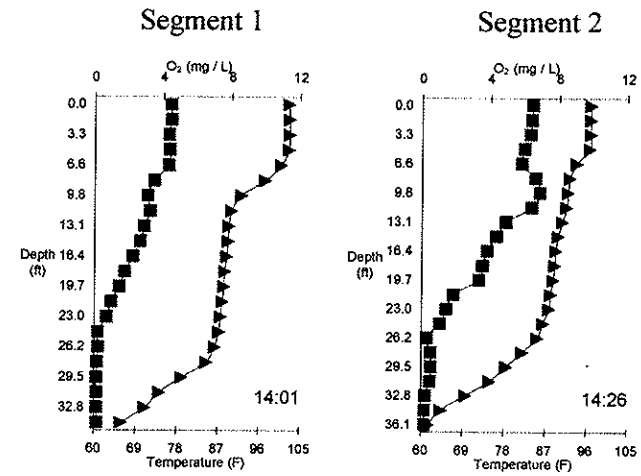 Segment 1
Segment 2
O₂ (mg / L)
0 4 8 12
O₂ (mg / L)
0 4 8 12
Depth (ft)
0.0
3.3
6.6
9.8
13.1
16.4
19.7
23.0
26.2
29.5
32.8
14:01
60 69 78 87 96 105
Temperature (F)
Depth (ft)
0.0
3.3
6.6
9.8
13.1
16.4
19.7
23.0
26.2
29.5
32.8
36.1
14:26
60 69 78 87 96 105
Temperature (F)